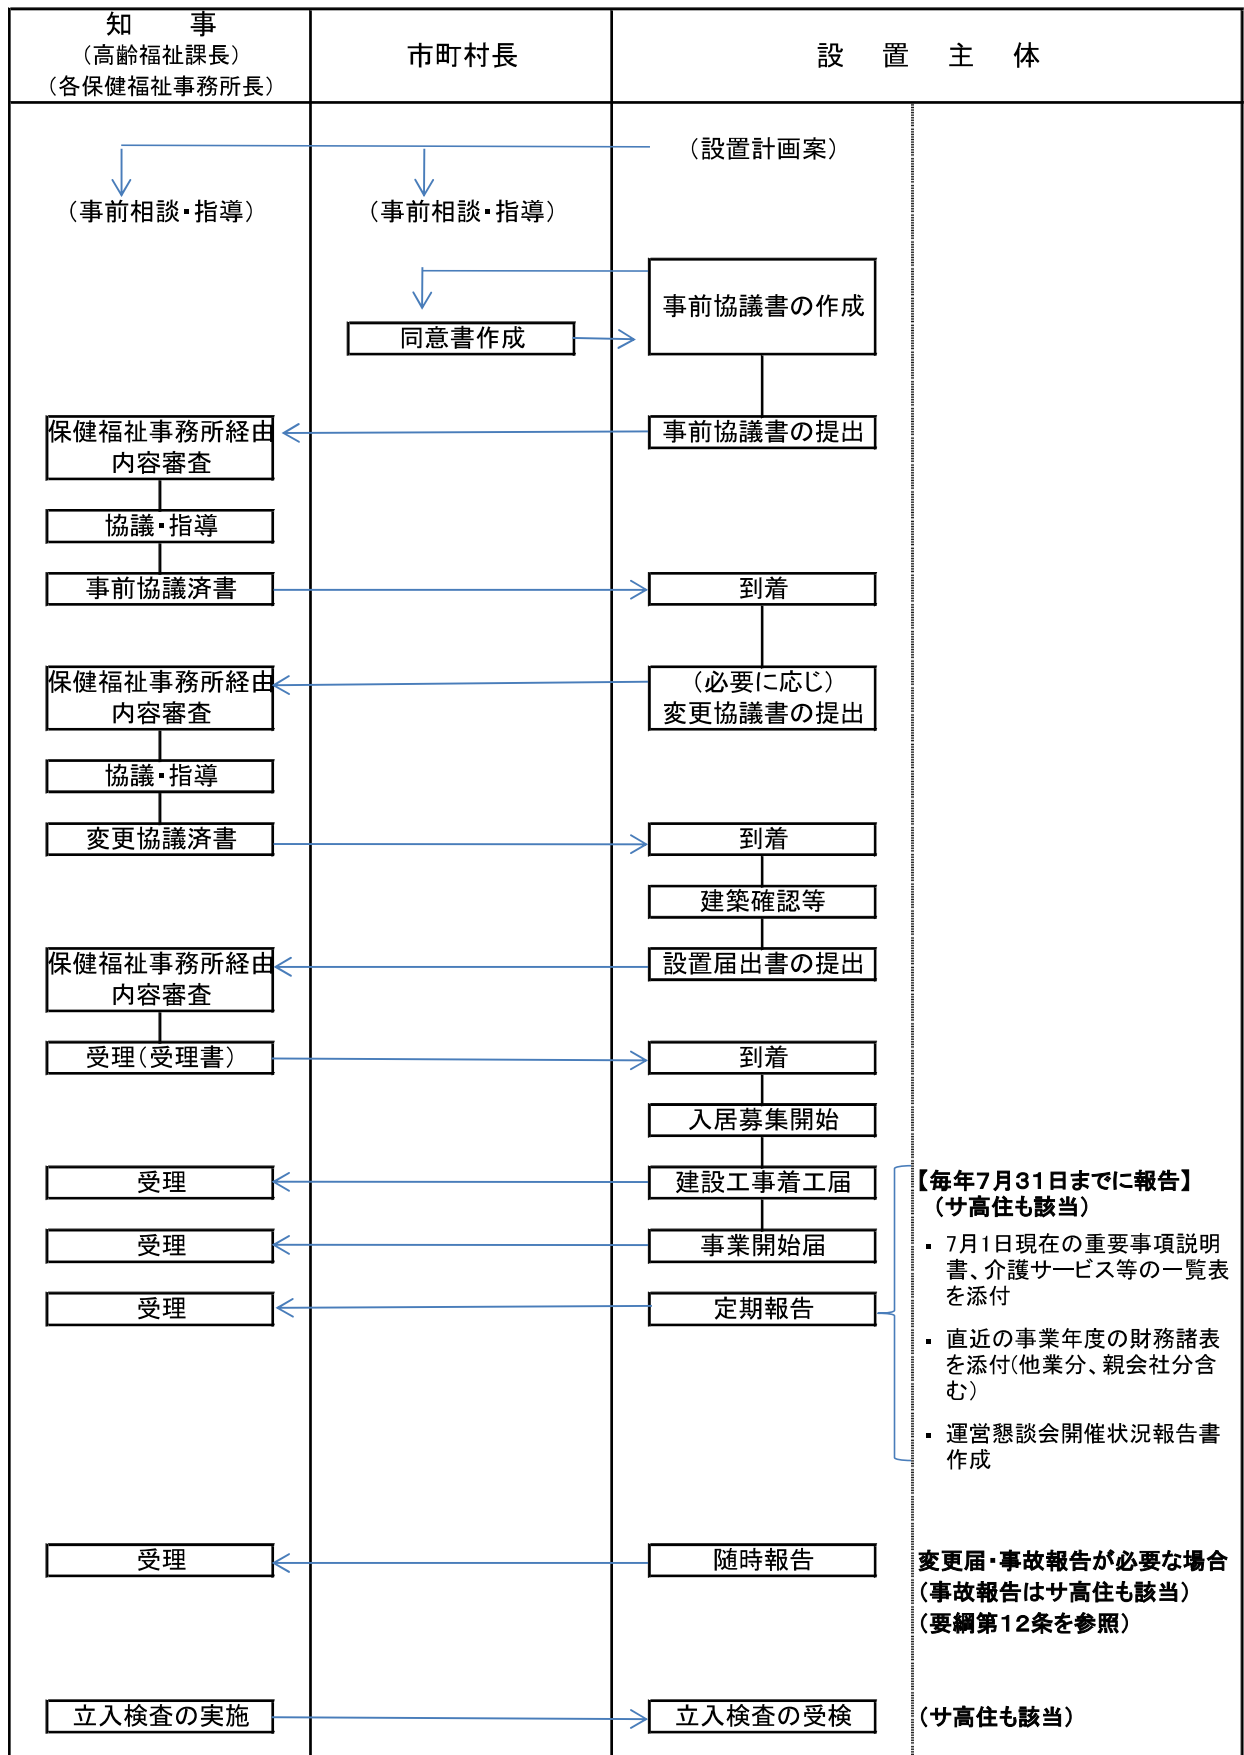 知　事
（高齢福祉課長）
（各保健福祉事務所長）
市町村長
設　置　主　体
（設置計画案）
（事前相談・指導）
（事前相談・指導）
事前協議書の作成
同意書作成
保健福祉事務所経由
内容審査
事前協議書の提出
協議・指導
事前協議済書
到着
保健福祉事務所経由
内容審査
（必要に応じ）
変更協議書の提出
協議・指導
変更協議済書
到着
建築確認等
保健福祉事務所経由
内容審査
設置届出書の提出
受理（受理書）
到着
入居募集開始
受理
建設工事着工届
受理
事業開始届
受理
定期報告
【毎年７月３１日までに報告】
（サ高住も該当）
・ 7月1日現在の重要事項説明
書、介護サービス等の一覧表
を添付
・ 直近の事業年度の財務諸表
を添付(他業分、親会社分含
む）
・ 運営懇談会開催状況報告書
作成
受理
随時報告
変更届・事故報告が必要な場合
（事故報告はサ高住も該当）
（要綱第１２条を参照）
立入検査の実施
立入検査の受検
（サ高住も該当）